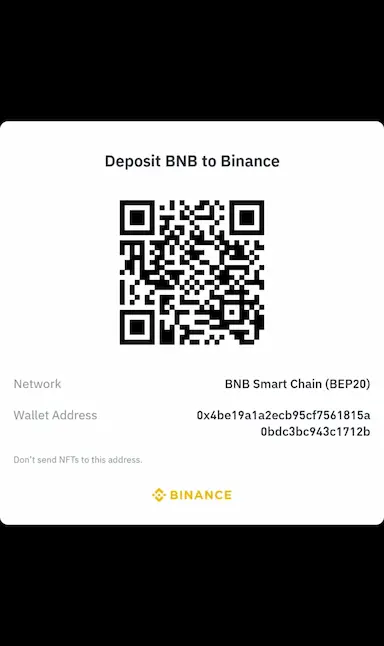 Deposit BNB to Binance
Network
BNB Smart Chain (BEP20)
Wallet Address
0x4be19a1a2ecb95cf7561815a
0bdc3bc943c1712b
Don't send NFTs to this address.
BINANCE